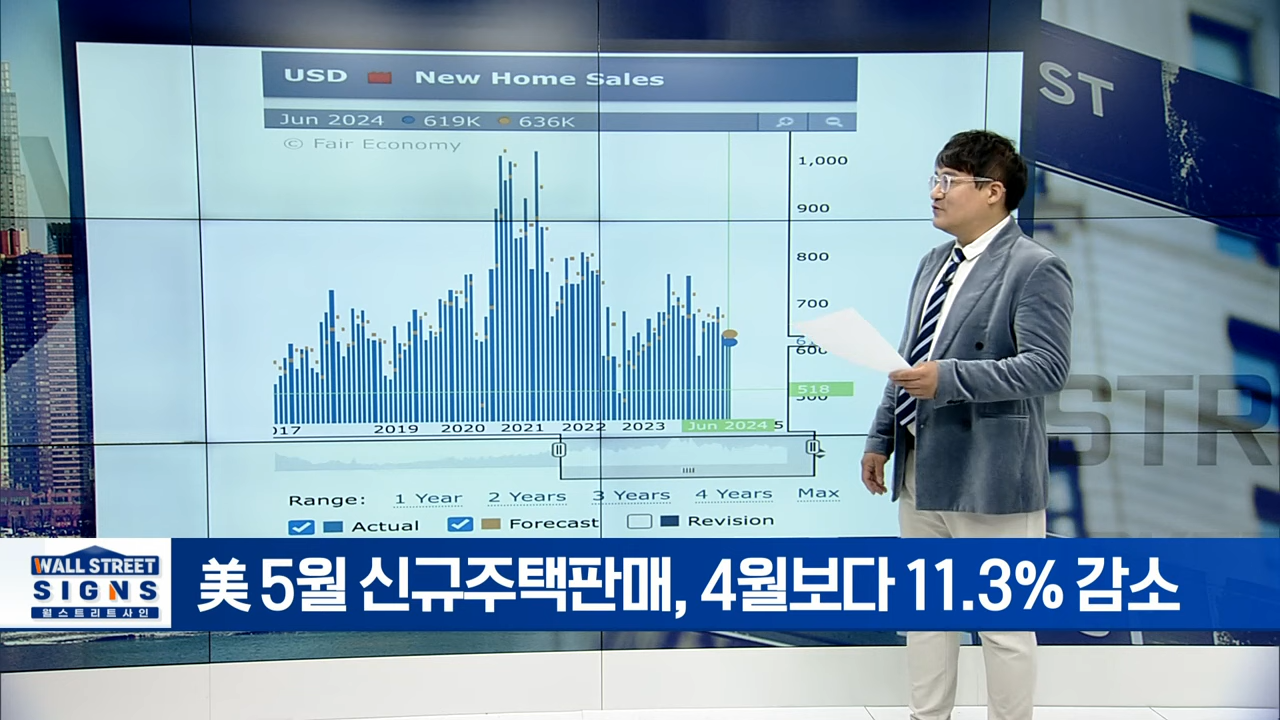 USD New Home Sales
Jun 2024 619K 636K
© Fair Economy
1,000
900
800
700
600
518
500
017 2019 2020 2021 2022 2023 Jun 2024 5
Range: 1 Year 2 Years 3 Years 4 Years Max
Actual Forecast Revision
ST
STR
WALL STREET
SIGNS
월스트리트사인
美 5월 신규주택판매, 4월보다 11.3% 감소